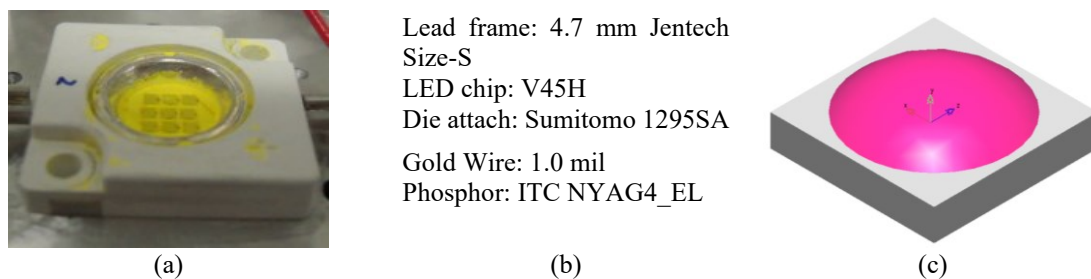 Lead frame: 4.7 mm Jentech
Size-S
LED chip: V45H
Die attach: Sumitomo 1295SA
Gold Wire: 1.0 mil
Phosphor: ITC NYAG4_EL
(a)
(b)
(c)